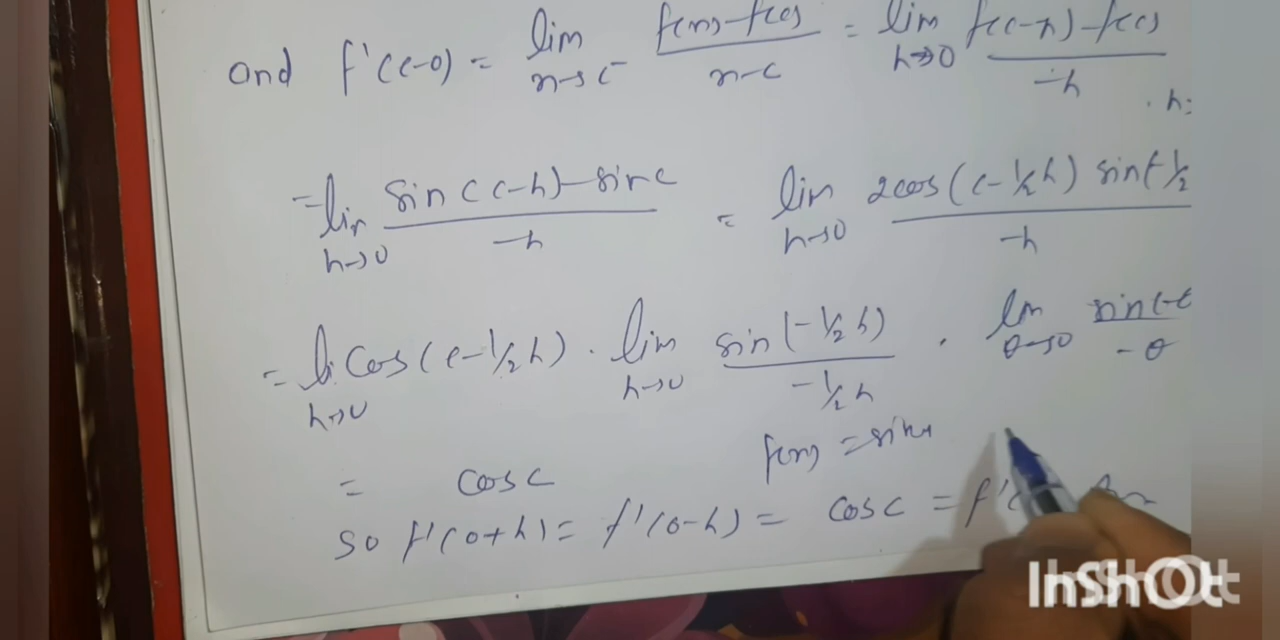 and f'(c-0) = lim x→c⁻ f(x)-f(c) / x-c = lim h→0 f(c-h)-f(c) / -h
. h:
= lim h→0 sin(c-h)-sin c / -h = lim h→0 2cos(c-½h) sin(-½ / -h
= li cos(c-½h) . lim h→0 sin(-½h) / -½h . lim θ→0 sin(-θ / -θ
h→0
= cos c f(x) = sin x
so f'(0+h) = f'(0-h) = cos c = f'(
InShOt